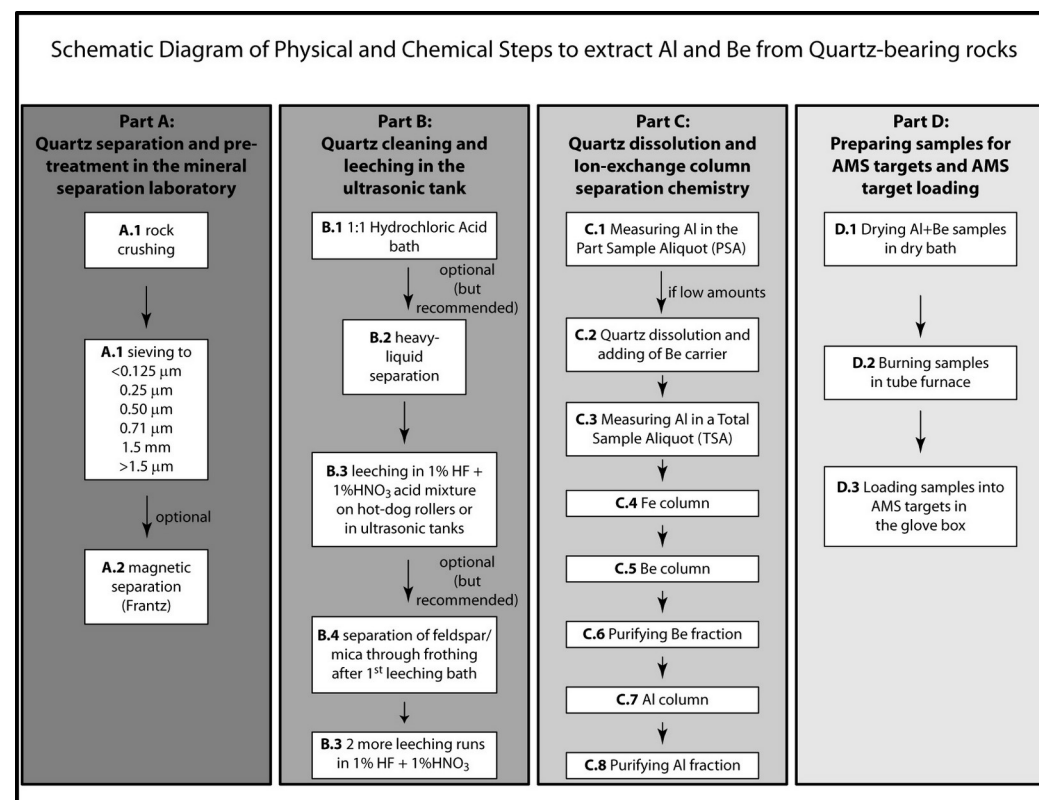 Schematic Diagram of Physical and Chemical Steps to extract Al and Be from Quartz-bearing rocks
Part A:
Quartz separation and pre-
treatment in the mineral
separation laboratory
A.1 rock
crushing
A.1 sieving to
<0.125 μm
0.25 μm
0.50 μm
0.71 μm
1.5 mm
>1.5 μm
optional
A.2 magnetic
separation
(Frantz)
Part B:
Quartz cleaning and
leeching in the
ultrasonic tank
B.1 1:1 Hydrochloric Acid
bath
optional
(but
recommended)
B.2 heavy-
liquid
separation
B.3 leeching in 1% HF +
1%HNO₃ acid mixture
on hot-dog rollers or
in ultrasonic tanks
optional
(but
recommended)
B.4 separation of feldspar/
mica through frothing
after 1st leeching bath
B.3 2 more leeching runs
in 1% HF + 1%HNO₃
Part C:
Quartz dissolution and
Ion-exchange column
separation chemistry
C.1 Measuring Al in the
Part Sample Aliquot (PSA)
if low amounts
C.2 Quartz dissolution and
adding of Be carrier
C.3 Measuring Al in a Total
Sample Aliquot (TSA)
C.4 Fe column
C.5 Be column
C.6 Purifying Be fraction
C.7 Al column
C.8 Purifying Al fraction
Part D:
Preparing samples for
AMS targets and AMS
target loading
D.1 Drying Al+Be samples
in dry bath
D.2 Burning samples
in tube furnace
D.3 Loading samples into
AMS targets in
the glove box